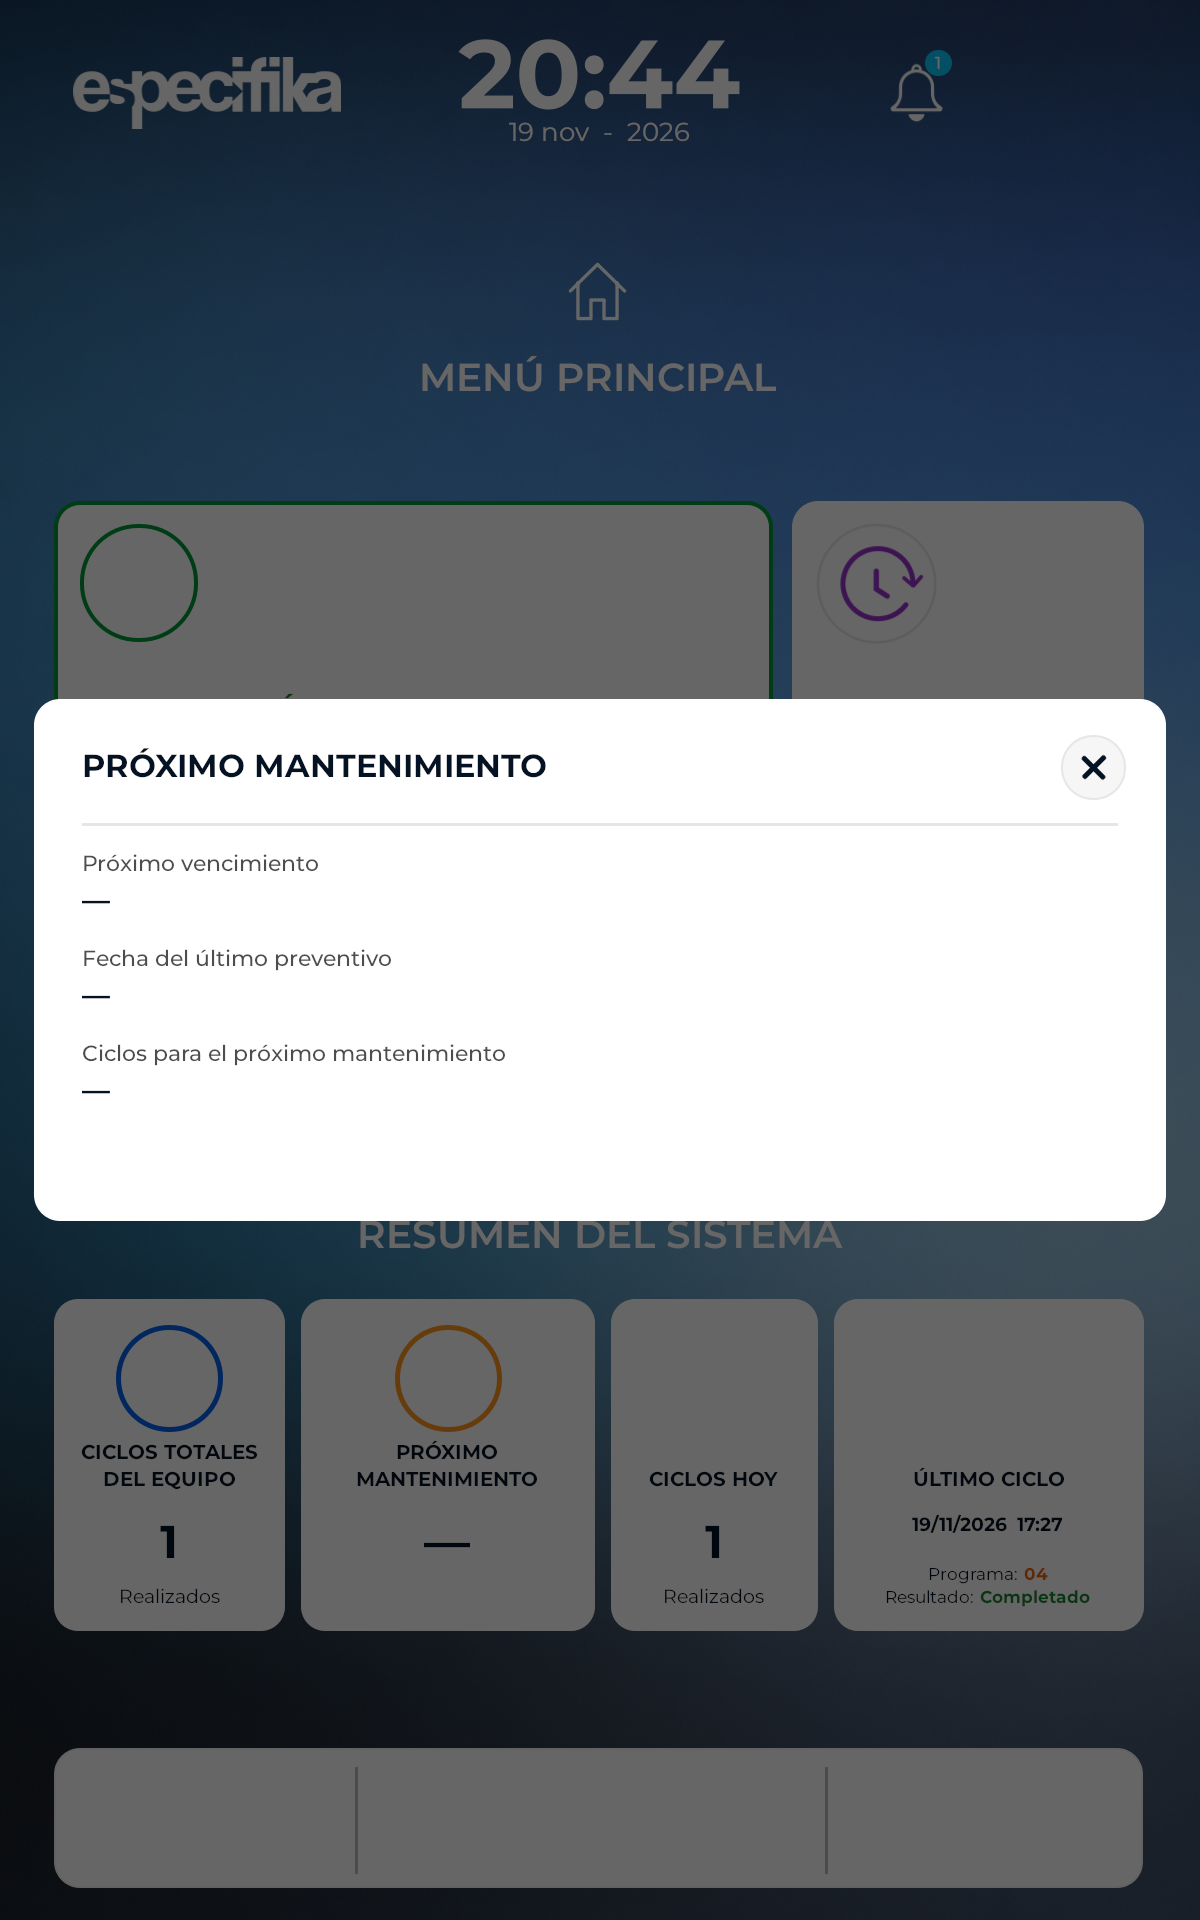 especifika
20:44
19 nov - 2026
1
MENÚ PRINCIPAL
PRÓXIMO MANTENIMIENTO
Próximo vencimiento
—
Fecha del último preventivo
—
Ciclos para el próximo mantenimiento
—
RESUMEN DEL SISTEMA
CICLOS TOTALES
DEL EQUIPO
1
Realizados
PRÓXIMO
MANTENIMIENTO
—
CICLOS HOY
1
Realizados
ÚLTIMO CICLO
19/11/2026 17:27
Programa: 04
Resultado: Completado